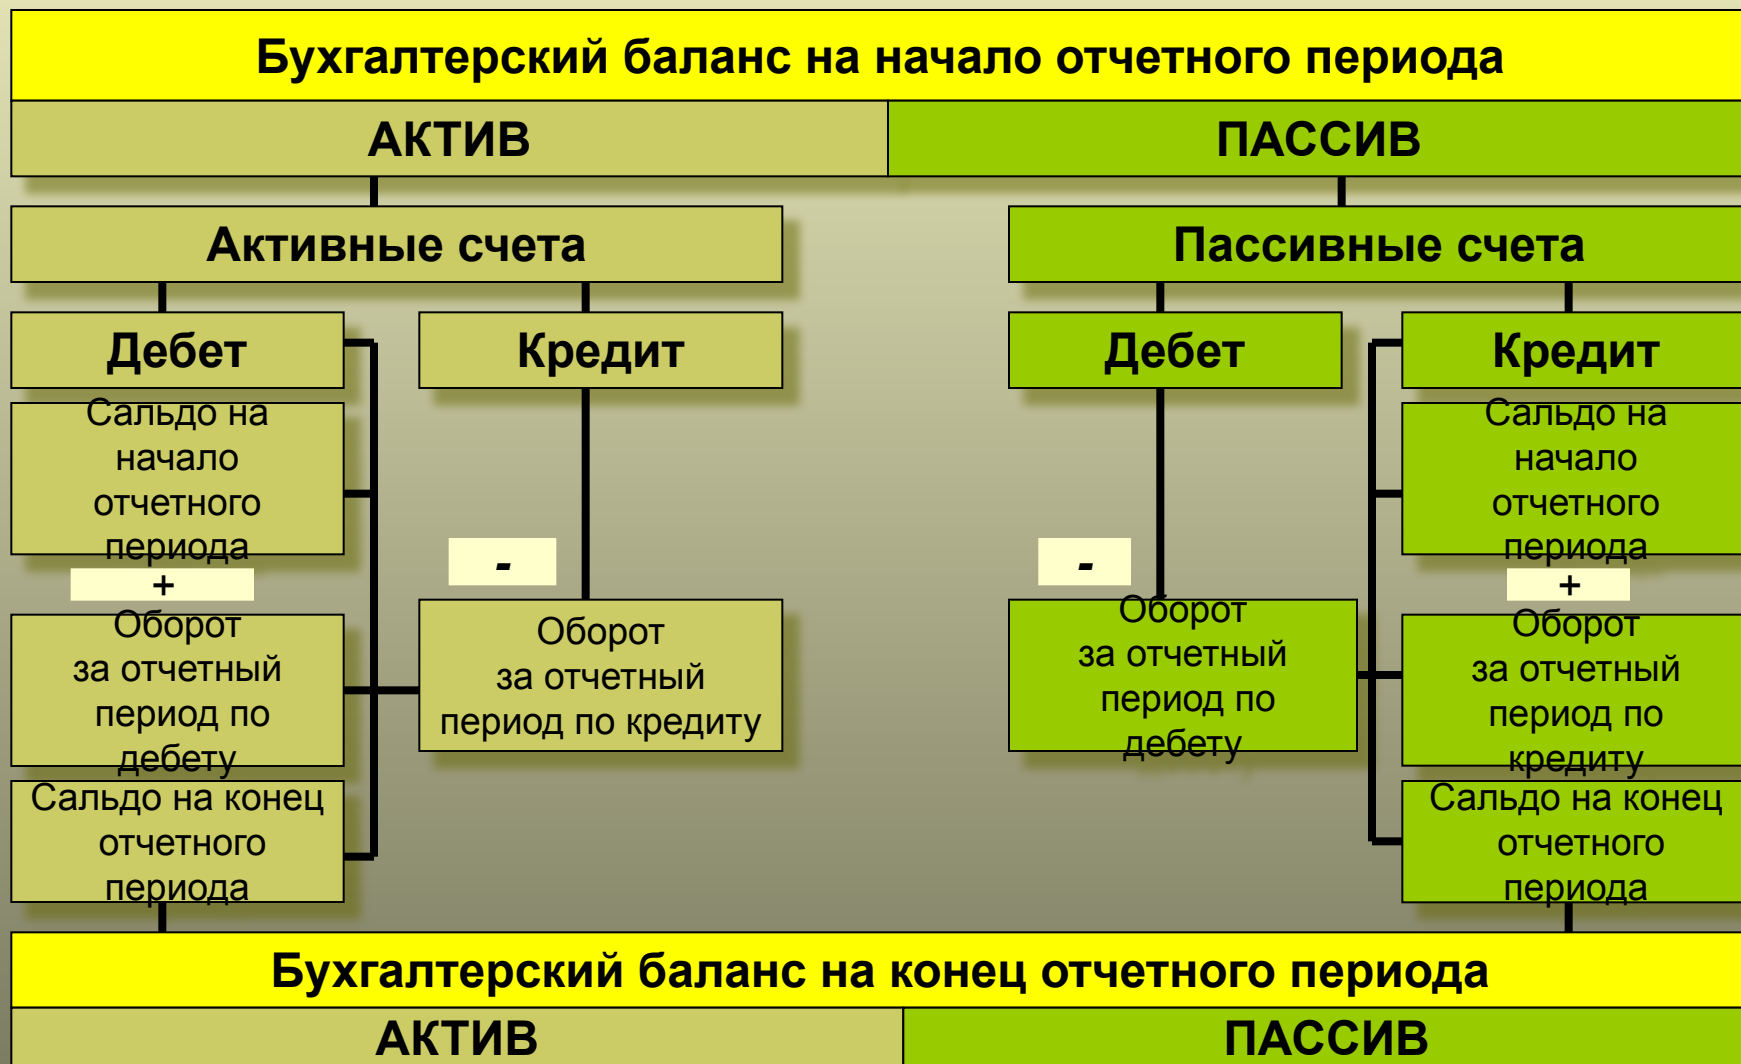 Бухгалтерский баланс на начало отчетного периода
АКТИВ
ПАССИВ
Активные счета
Пассивные счета
Дебет
Кредит
Дебет
Кредит
Сальдо на
начало
отчетного
периода
+
Оборот
за отчетный
период по
дебету
Сальдо на конец
отчетного
периода
-
Оборот
за отчетный
период по кредиту
-
Оборот
за отчетный
период по
дебету
Сальдо на
начало
отчетного
периода
+
Оборот
за отчетный
период по
кредиту
Сальдо на конец
отчетного
периода
Бухгалтерский баланс на конец отчетного периода
АКТИВ
ПАССИВ